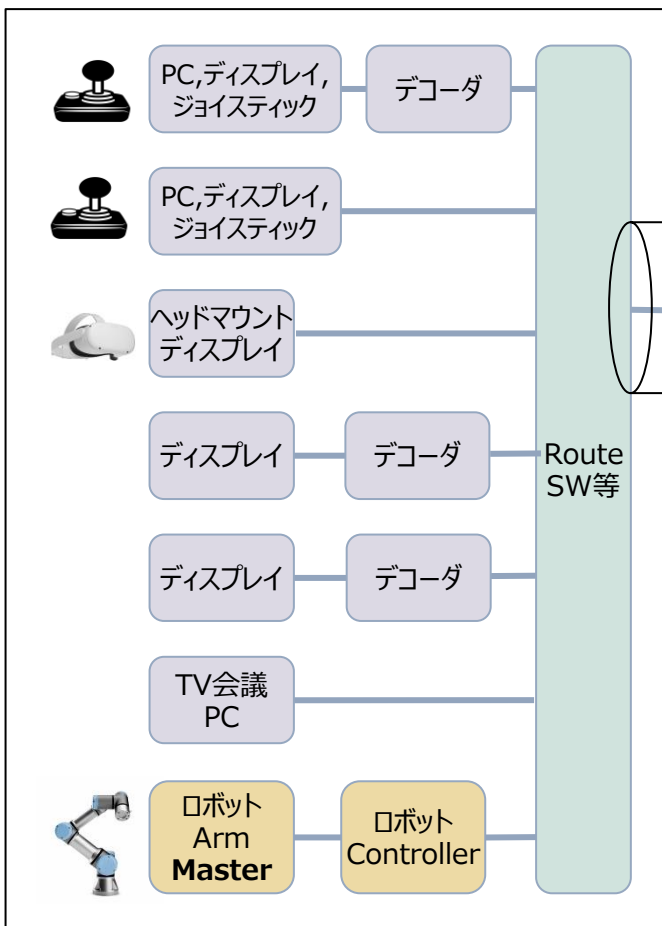 PC,ディスプレイ,
ジョイスティック
デコーダ
PC,ディスプレイ,
ジョイスティック
ヘッドマウント
ディスプレイ
ディスプレイ
デコーダ
Route
SW等
ディスプレイ
デコーダ
TV会議
PC
ロボット
Arm
Master
ロボット
Controller